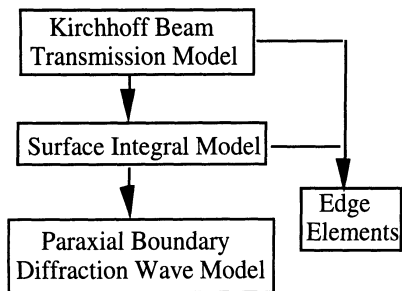 Kirchhoff Beam
Transmission Model
Surface Integral Model
Edge
Elements
Paraxial Boundary
Diffraction Wave Model